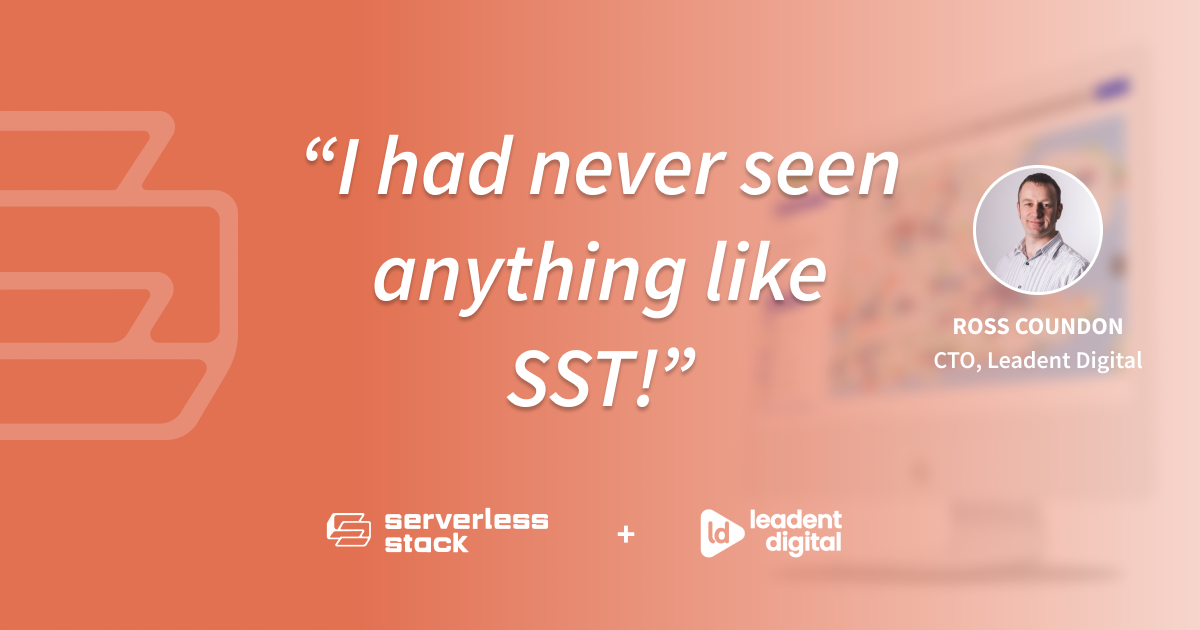 “I had never seen
anything like
SST!”
ROSS COUNDON
CTO, Leadent Digital
serverless
stack
+
ld
leadent
digital